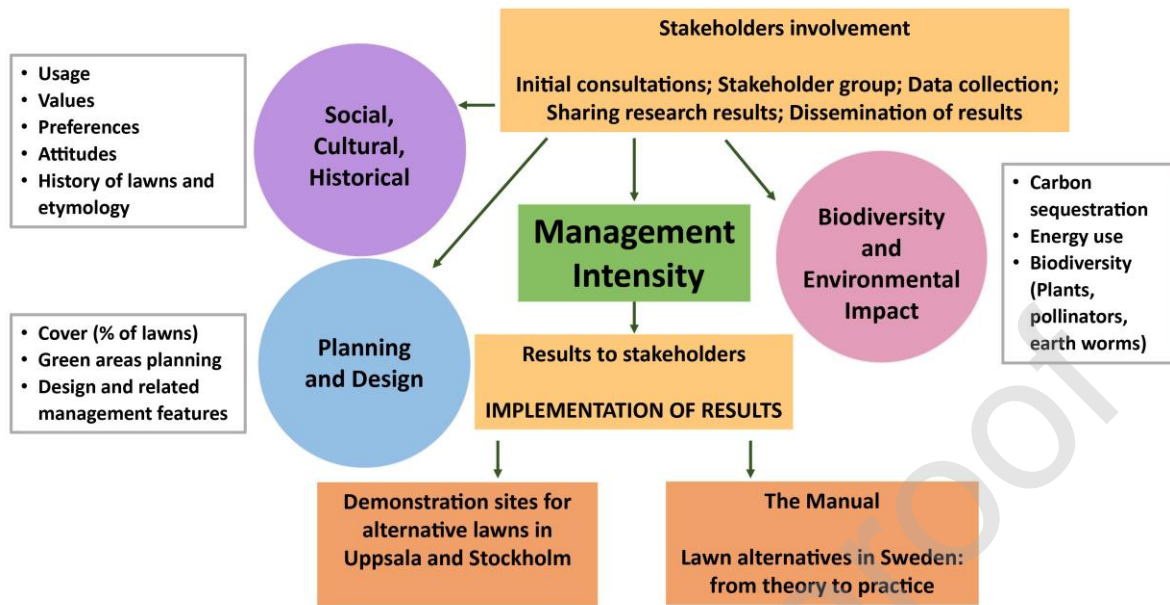 Stakeholders involvement
Initial consultations; Stakeholder group; Data collection;
Sharing research results; Dissemination of results
• Usage
• Values
• Preferences
• Attitudes
• History of lawns and
etymology
Social,
Cultural,
Historical
Management
Intensity
Biodiversity
and
Environmental
Impact
• Carbon
sequestration
• Energy use
• Biodiversity
(Plants,
pollinators,
earth worms)
• Cover (% of lawns)
• Green areas planning
• Design and related
management features
Planning
and Design
Results to stakeholders
IMPLEMENTATION OF RESULTS
Demonstration sites for
alternative lawns in
Uppsala and Stockholm
The Manual
Lawn alternatives in Sweden:
from theory to practice
roof